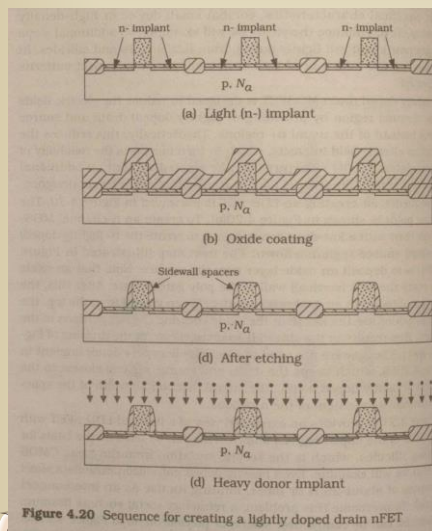 n- implant n- implant n- implant
p, Na
(a) Light (n-) implant
p, Na
(b) Oxide coating
Sidewall spacers
p, Na
(d) After etching
p, Na
(d) Heavy donor implant
Figure 4.20 Sequence for creating a lightly doped drain nFET